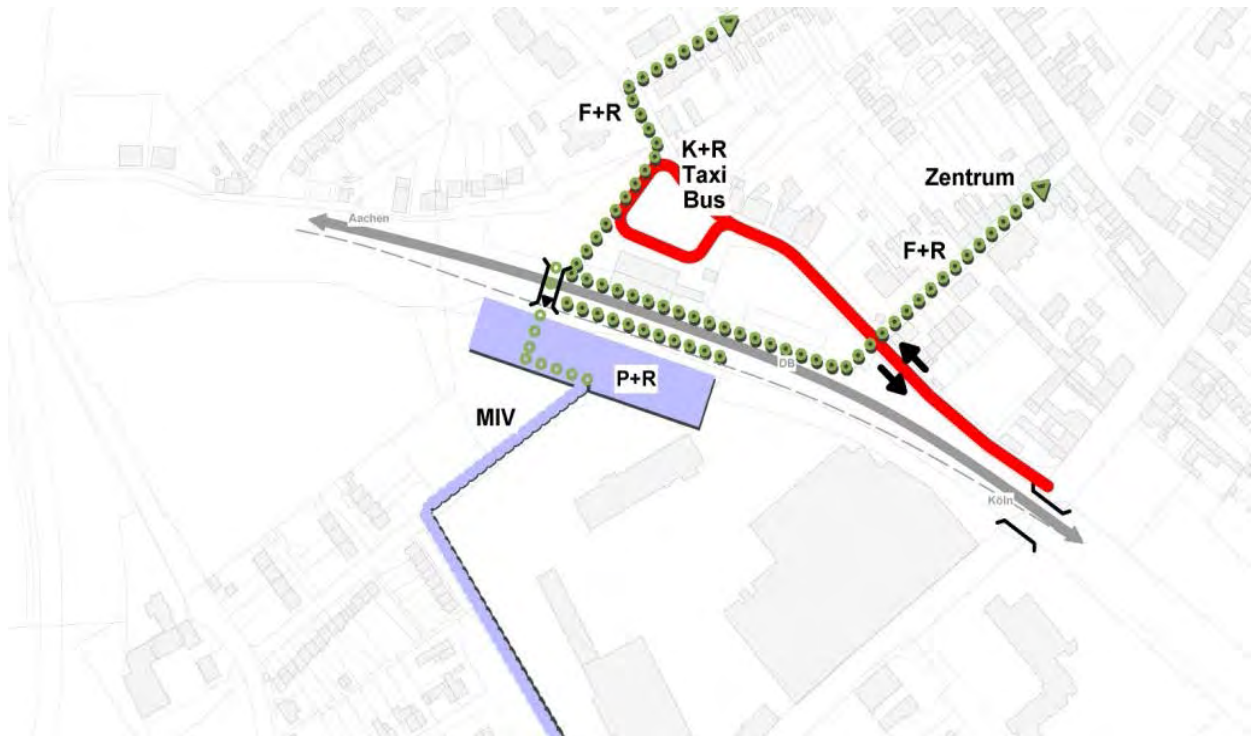 F+R
K+R
Taxi
Bus
Zentrum
F+R
Aachen
DB
P+R
MIV
Köln